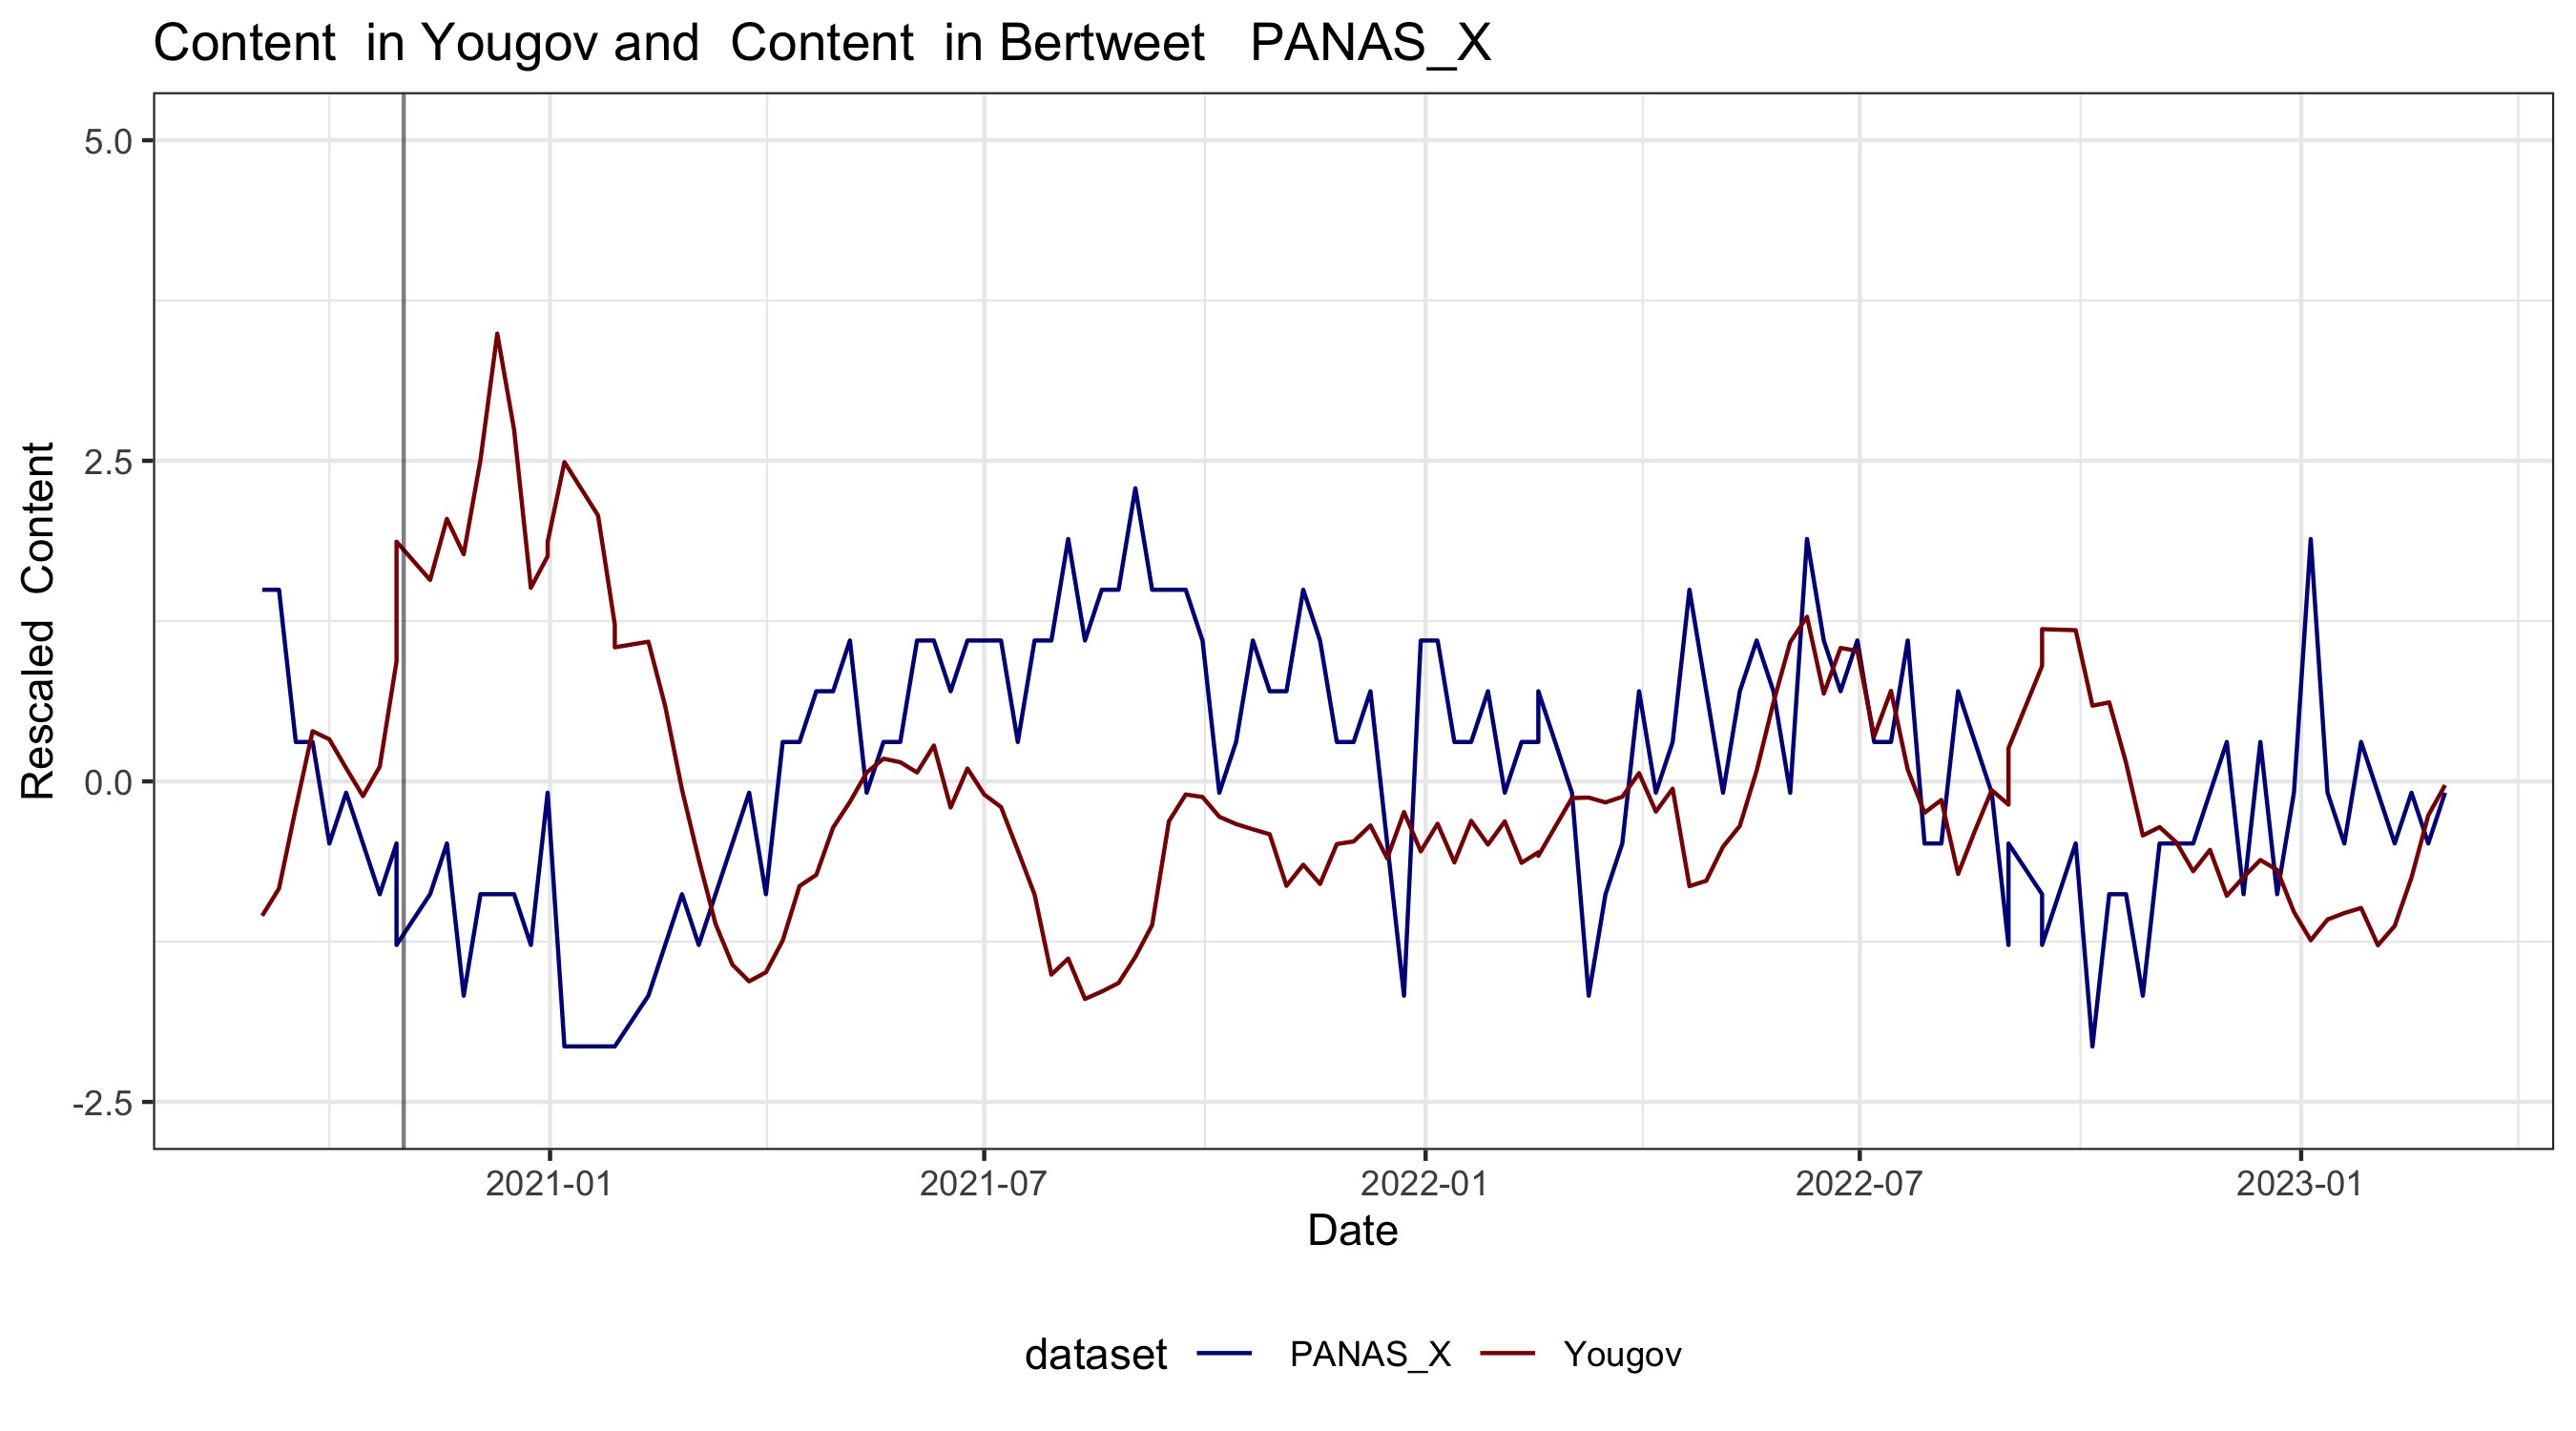 Content  in Yougov and  Content  in Bertweet   PANAS_X
Rescaled  Content
5.0
2.5
0.0
-2.5
2021-01 2021-07 2022-01 2022-07 2023-01
Date
dataset PANAS_X Yougov